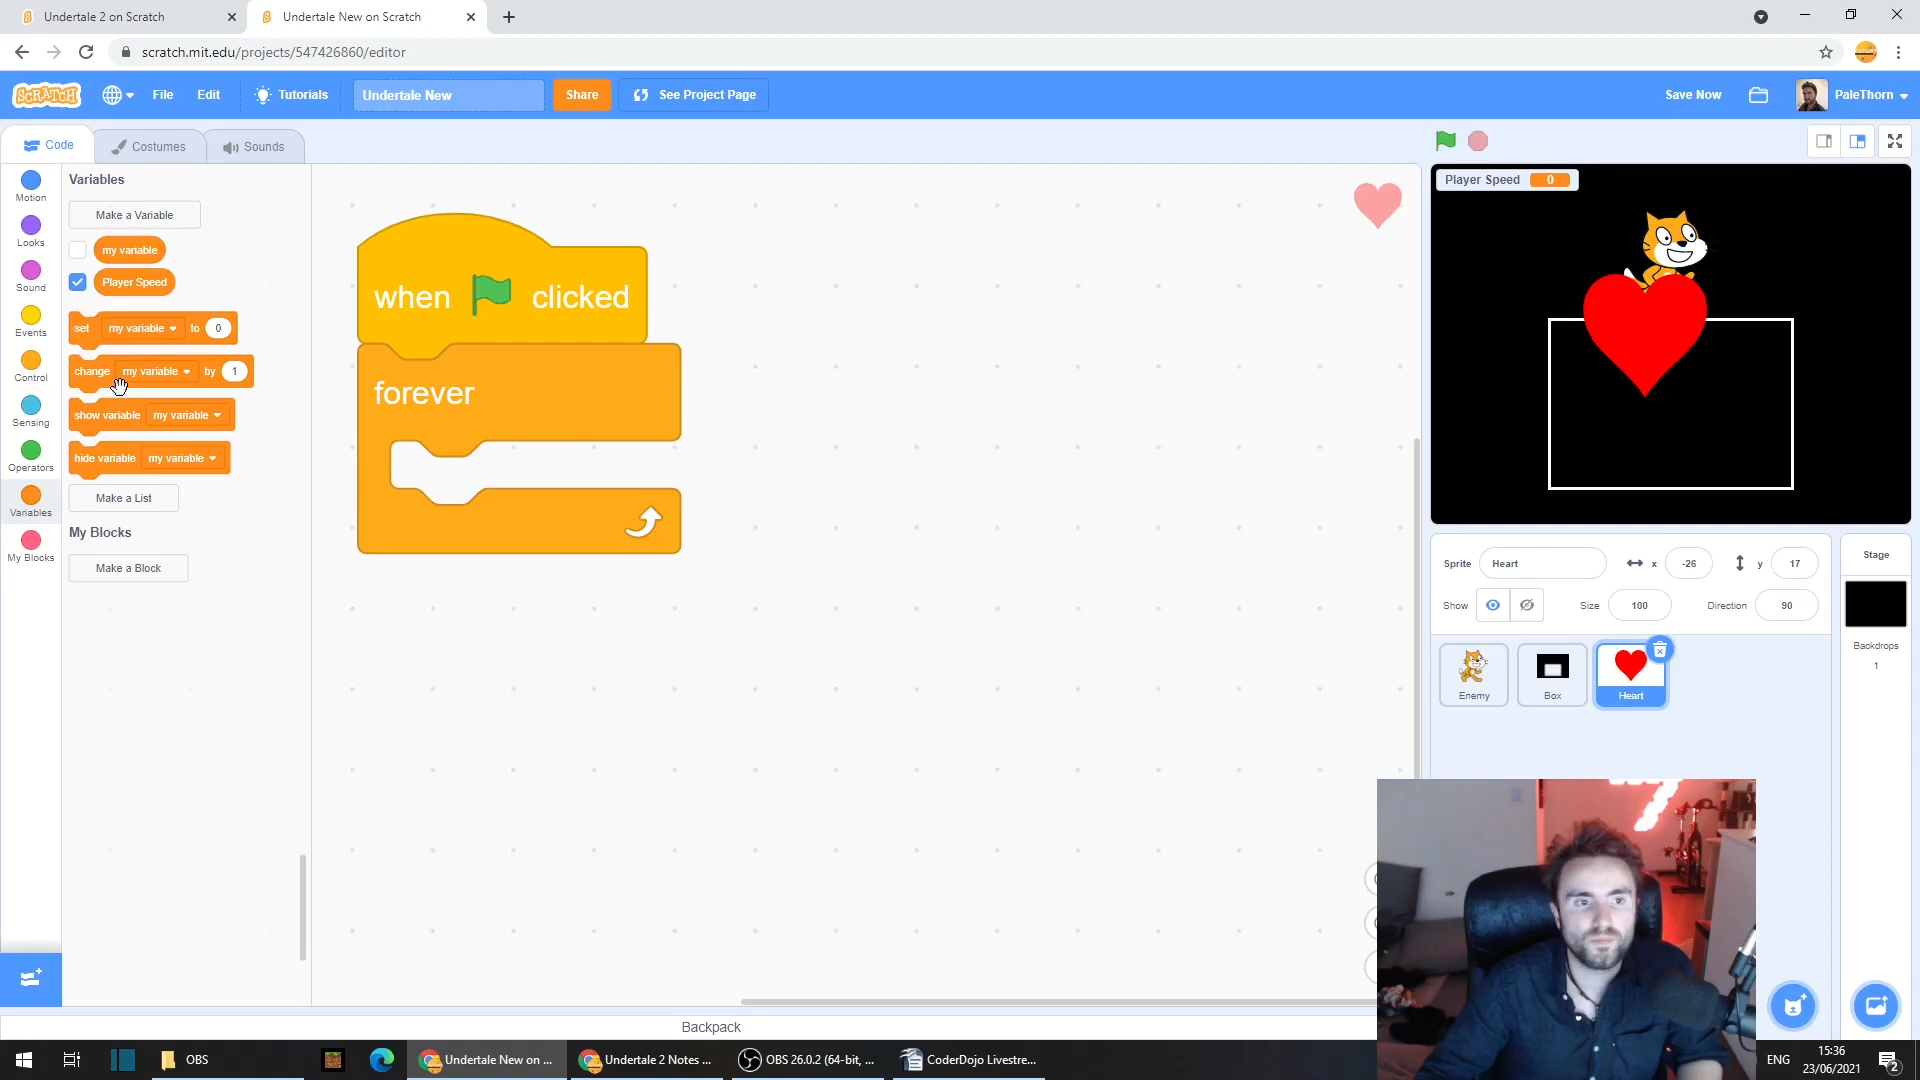 Undertale 2 on Scratch
Undertale New on Scratch
scratch.mit.edu/projects/547426860/editor
SCRATCH
File
Edit
Tutorials
Undertale New
Share
See Project Page
Save Now
PaleThorn
Code
Costumes
Sounds
Motion
Looks
Sound
Events
Control
Sensing
Operators
Variables
My Blocks
Variables
Make a Variable
my variable
Player Speed
set my variable to 0
change my variable by 1
show variable my variable
hide variable my variable
Make a List
My Blocks
Make a Block
when clicked
forever
Player Speed 0
Sprite Heart x -26 y 17
Show Size 100 Direction 90
Enemy
Box
Heart
Stage
Backdrops
1
Backpack
OBS
Undertale New on ...
Undertale 2 Notes ...
OBS 26.0.2 (64-bit, ...
CoderDojo Livestre...
ENG
15:36
23/06/2021
2